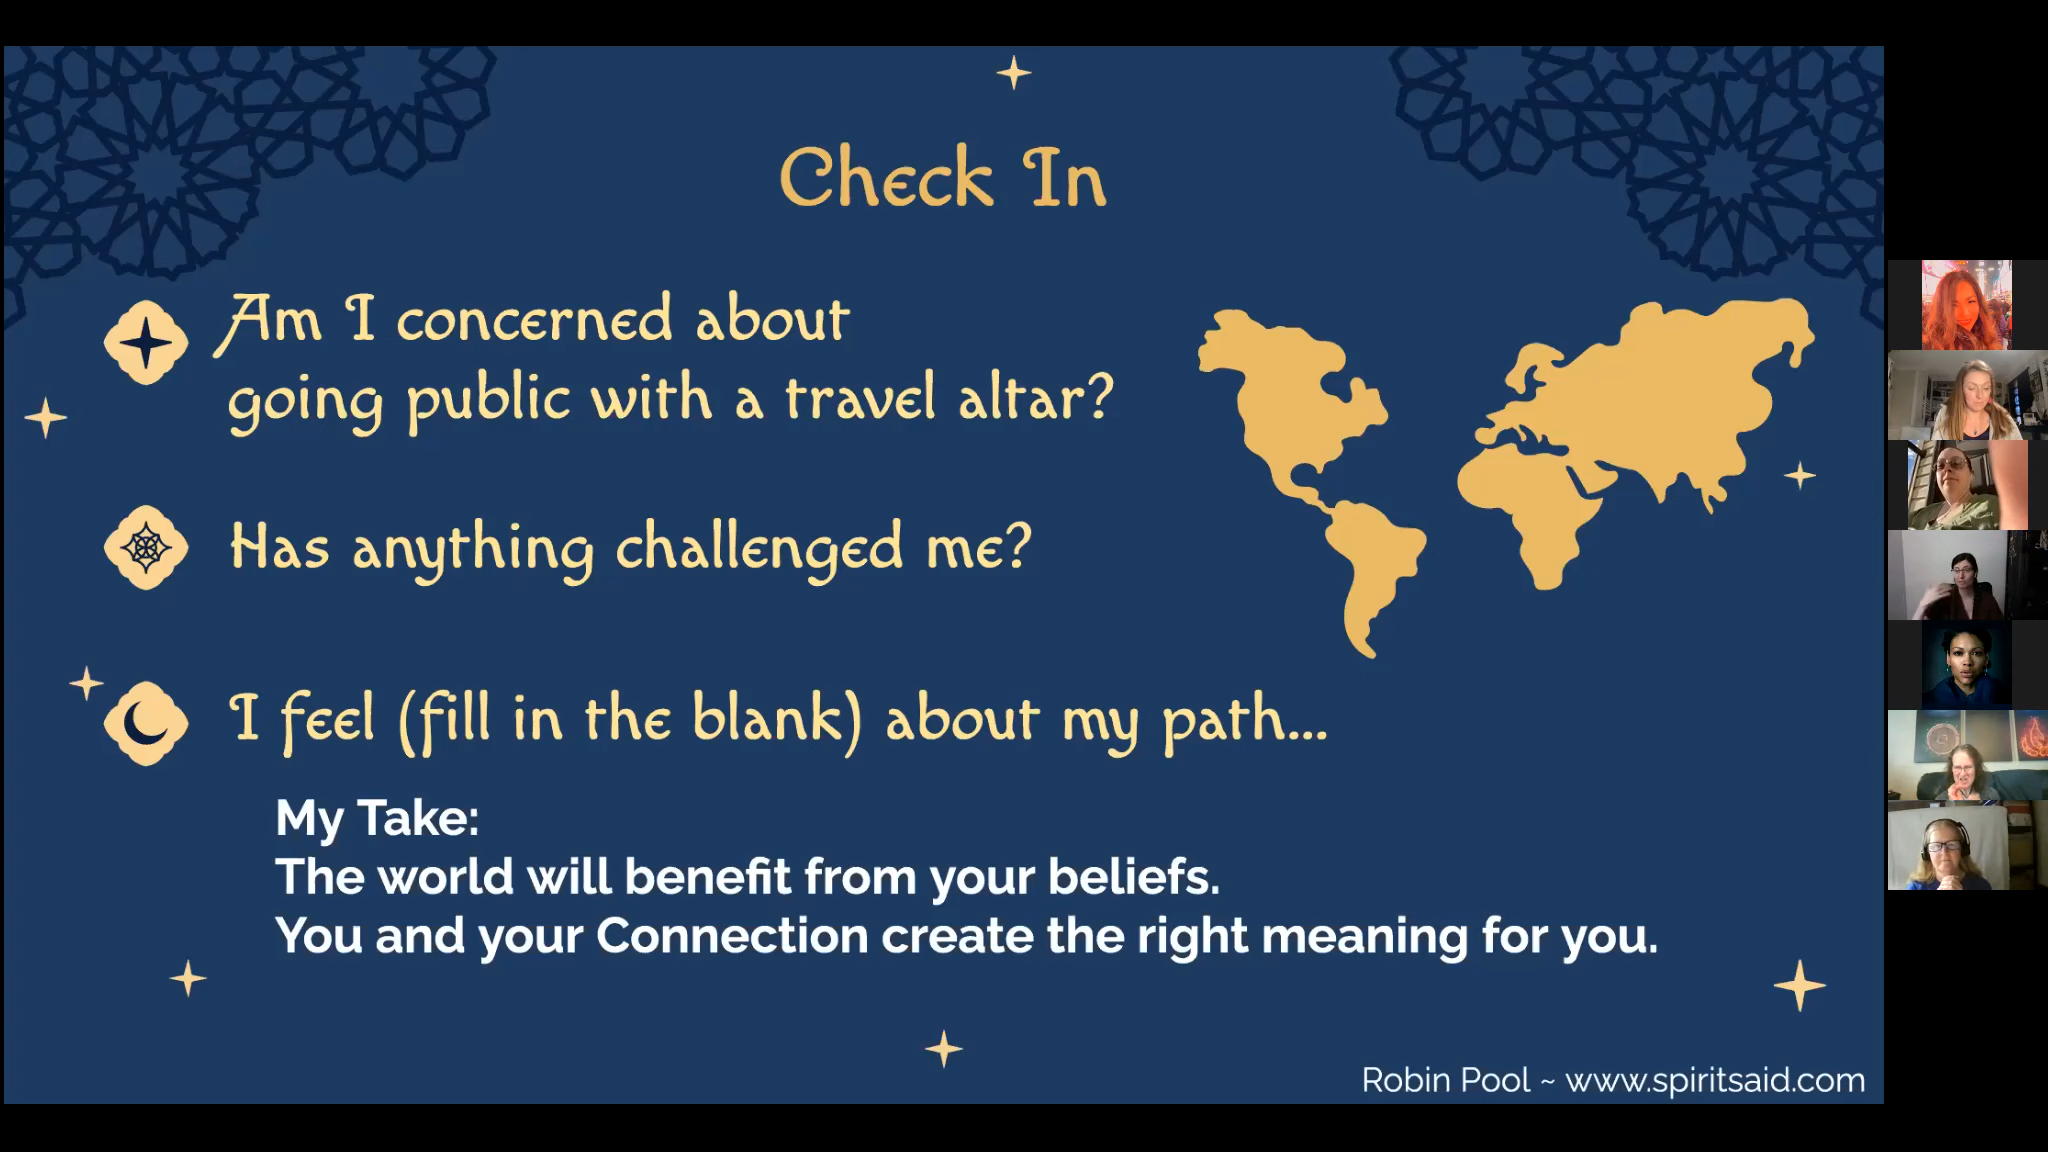 Check In
Am I concerned about
going public with a travel altar?
Has anything challenged me?
I feel (fill in the blank) about my path...
My Take:
The world will benefit from your beliefs.
You and your Connection create the right meaning for you.
Robin Pool ~ www.spiritsaid.com